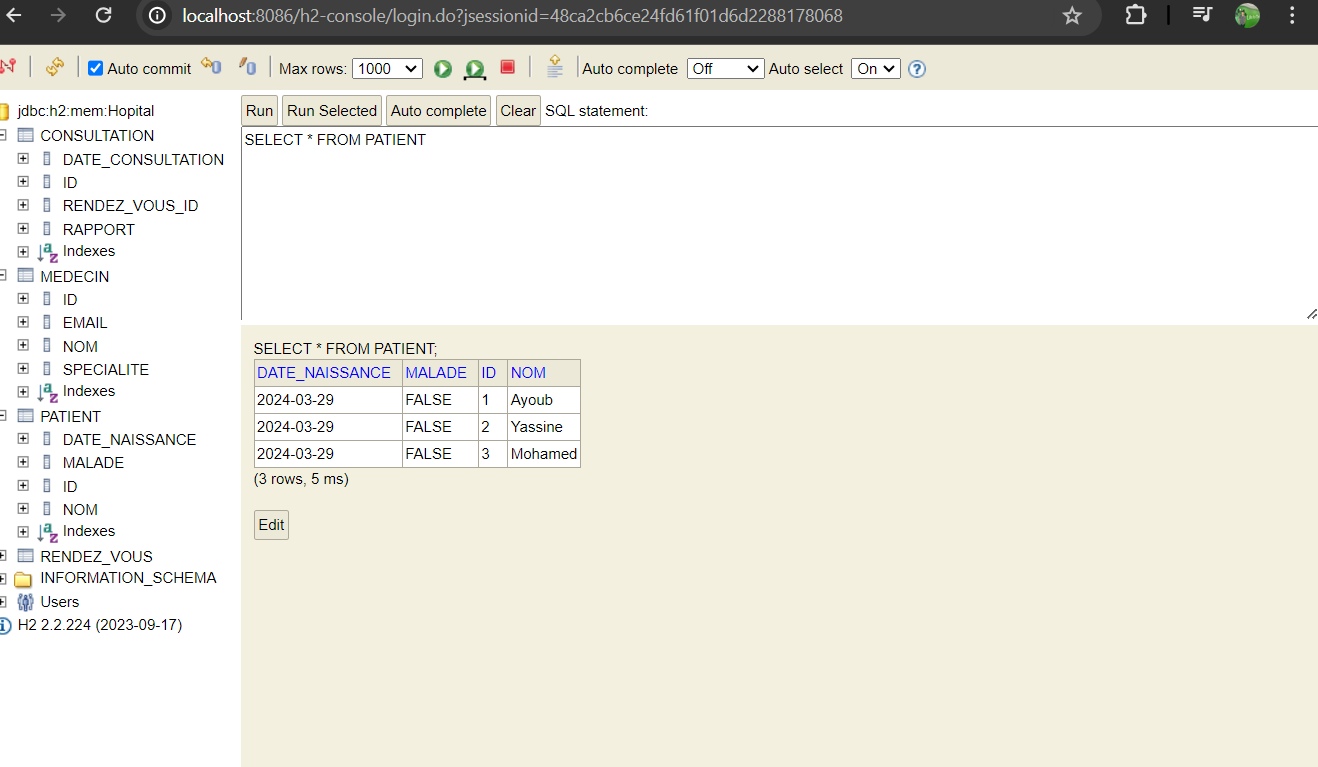 localhost:8086/h2-console/login.do?jsessionid=48ca2cb6ce24fd61f01d6d2288178068
Auto commit Max rows: 1000 Auto complete Off Auto select On
jdbc:h2:mem:Hopital
CONSULTATION
DATE_CONSULTATION
ID
RENDEZ_VOUS_ID
RAPPORT
Indexes
MEDECIN
ID
EMAIL
NOM
SPECIALITE
Indexes
PATIENT
DATE_NAISSANCE
MALADE
ID
NOM
Indexes
RENDEZ_VOUS
INFORMATION_SCHEMA
Users
H2 2.2.224 (2023-09-17)
Run Run Selected Auto complete Clear SQL statement:
SELECT * FROM PATIENT
SELECT * FROM PATIENT;
DATE_NAISSANCE MALADE ID NOM
2024-03-29 FALSE 1 Ayoub
2024-03-29 FALSE 2 Yassine
2024-03-29 FALSE 3 Mohamed
(3 rows, 5 ms)
Edit